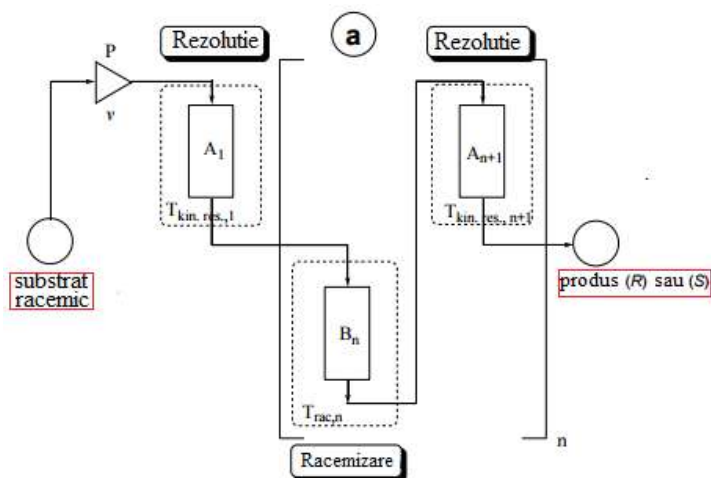 Rezolutie
a
Rezolutie
P
v
A1
An+1
Tkin. res.,1
Tkin. res., n+1
substrat
racemic
produs (R) sau (S)
Bn
Trac,n
n
Racemizare